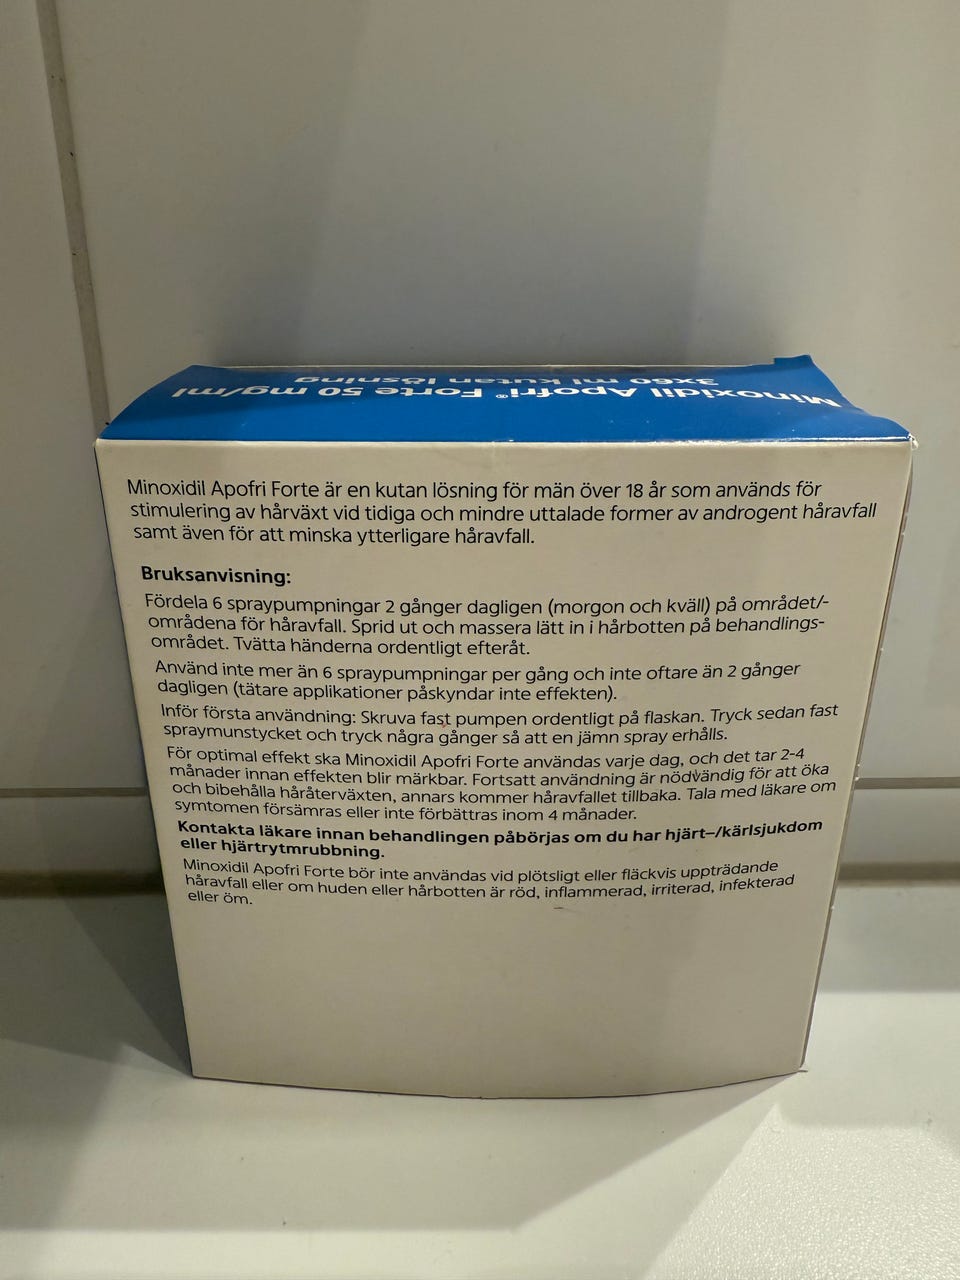 Minoxidil Apofri® Forte 50 mg/ml
3x60 ml kutan lösning
Minoxidil Apofri Forte är en kutan lösning för män över 18 år som används för
stimulering av hårväxt vid tidiga och mindre uttalade former av androgent håravfall
samt även för att minska ytterligare håravfall.
Bruksanvisning:
Fördela 6 spraypumpningar 2 gånger dagligen (morgon och kväll) på området/-
områdena för håravfall. Sprid ut och massera lätt in i hårbotten på behandlings-
området. Tvätta händerna ordentligt efteråt.
Använd inte mer än 6 spraypumpningar per gång och inte oftare än 2 gånger
dagligen (tätare applikationer påskyndar inte effekten).
Inför första användning: Skruva fast pumpen ordentligt på flaskan. Tryck sedan fast
spraymunstycket och tryck några gånger så att en jämn spray erhålls.
För optimal effekt ska Minoxidil Apofri Forte användas varje dag, och det tar 2-4
månader innan effekten blir märkbar. Fortsatt användning är nödvändig för att öka
och bibehålla håråterväxten, annars kommer håravfallet tillbaka. Tala med läkare om
symtomen försämras eller inte förbättras inom 4 månader.
Kontakta läkare innan behandlingen påbörjas om du har hjärt–/kärlsjukdom
eller hjärtrytmrubbning.
Minoxidil Apofri Forte bör inte användas vid plötsligt eller fläckvis uppträdande
håravfall eller om huden eller hårbotten är röd, inflammerad, irriterad, infekterad
eller öm.